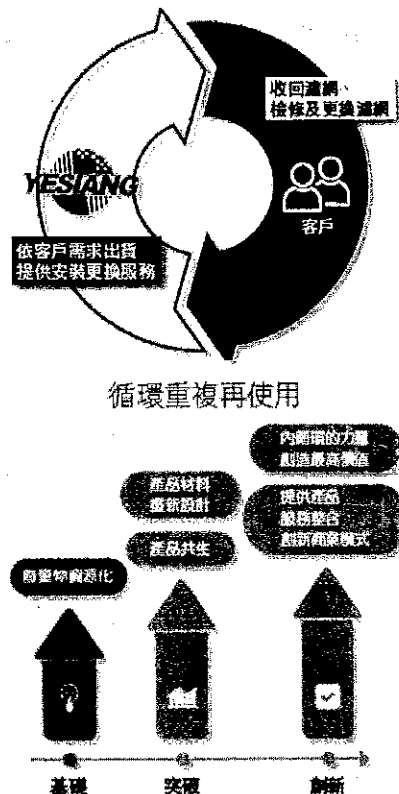 收回濾網、
檢修及更換濾網
YESIANG
客戶
依客戶需求出貨
提供安裝更換服務
循環重複再使用
內循環的力量
創造最高價值
產品材料
重新設計
提供產品
服務整合
創新商業模式
產品共生
廢棄物資源化
基礎
突破
創新